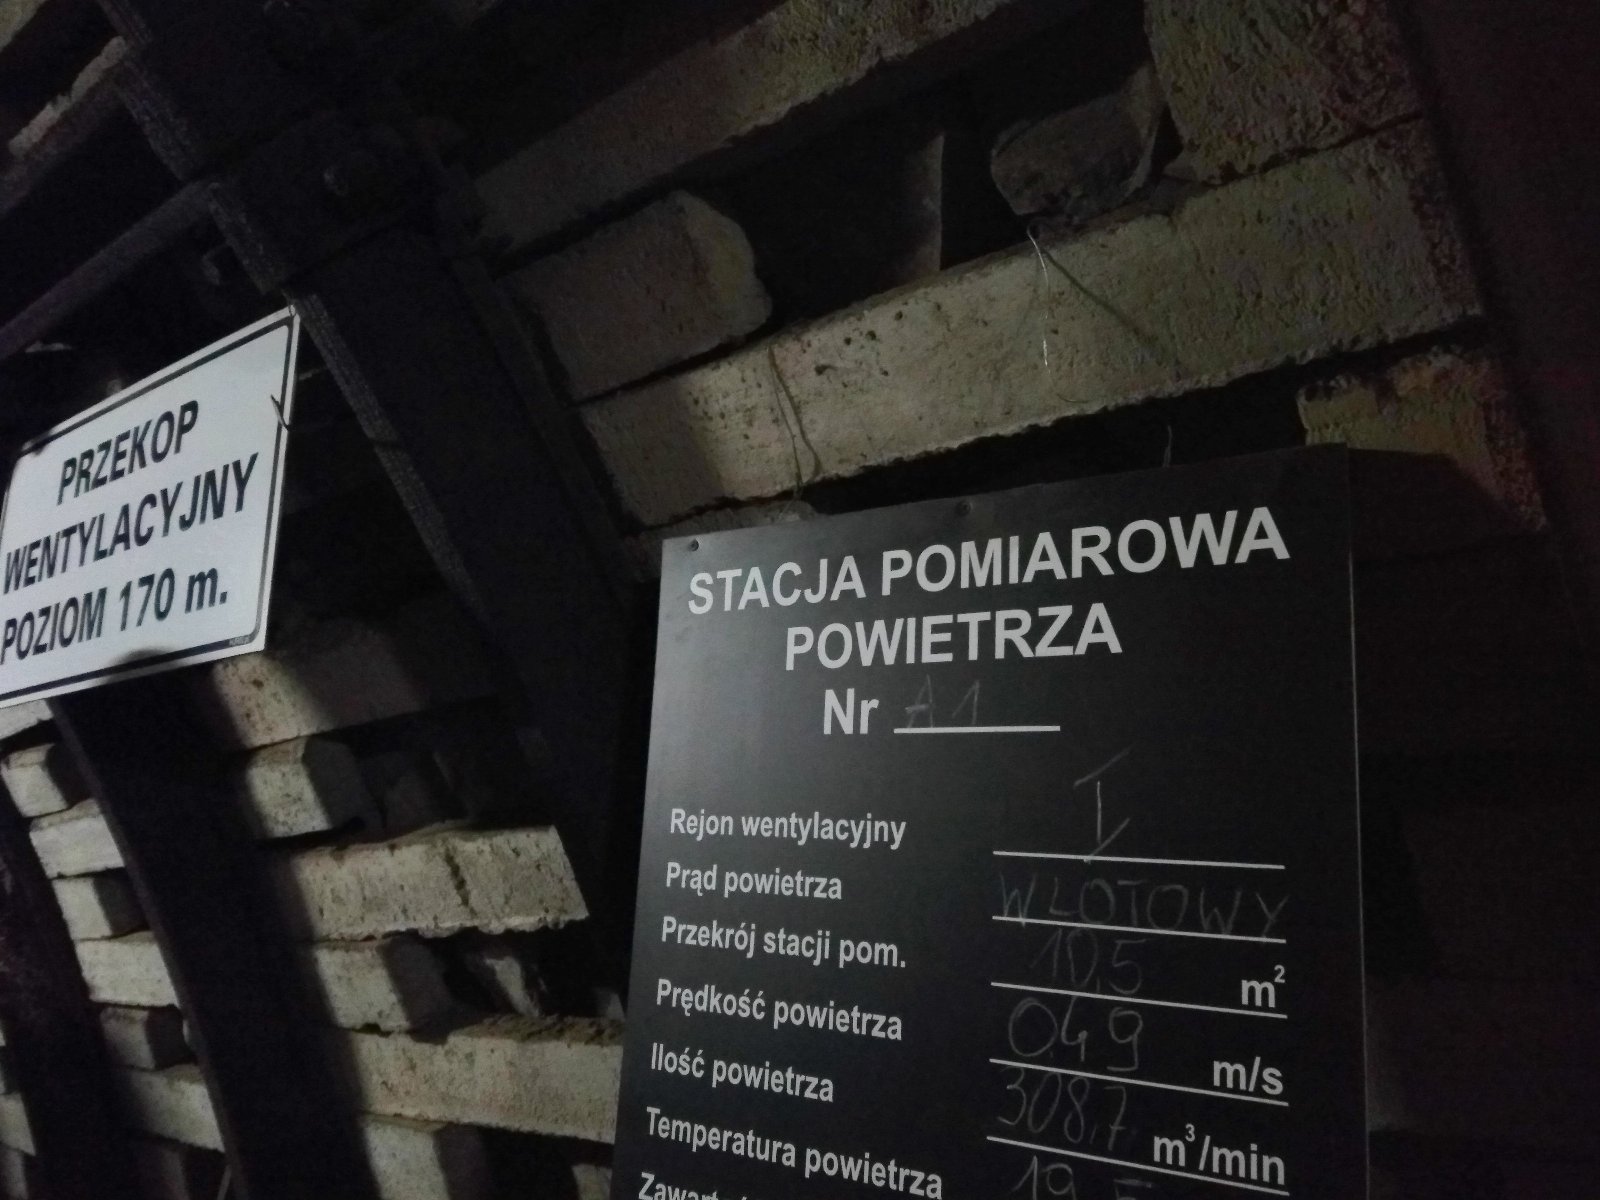 PRZEKOP
WENTYLACYJNY
POZIOM 170 m.
STACJA POMIAROWA
POWIETRZA
Nr A1
Rejon wentylacyjny I
Prąd powietrza WLOTOWY
Przekrój stacji pom. 10,5 m²
Prędkość powietrza 0,49 m/s
Ilość powietrza 308,7 m³/min
Temperatura powietrza 19